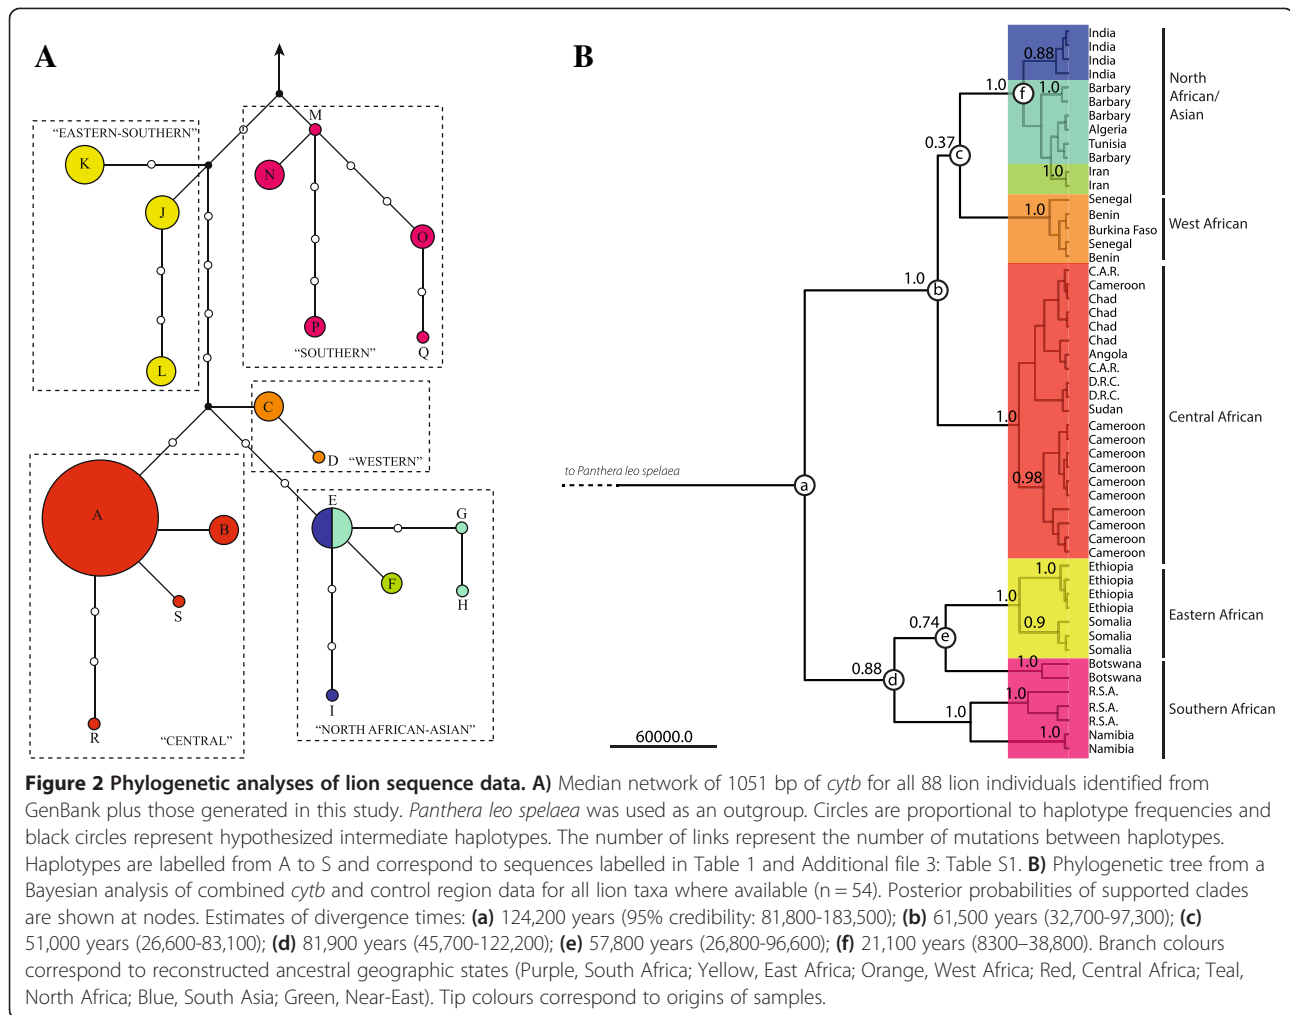 A
"EASTERN-SOUTHERN"
K
J
L
M
N
O
P
Q
"SOUTHERN"
C
D
"WESTERN"
A
B
S
R
"CENTRAL"
E
G
F
H
I
"NORTH AFRICAN-ASIAN"
B
to Panthera leo spelaea
a
b
c
d
e
f
1.0
0.37
1.0
0.88
1.0
1.0
1.0
1.0
0.98
0.88
0.74
1.0
1.0
0.9
1.0
1.0
1.0
1.0
60000.0
India
India
India
India
Barbary
Barbary
Barbary
Algeria
Tunisia
Barbary
Iran
Iran
Senegal
Benin
Burkina Faso
Senegal
Benin
C.A.R.
Cameroon
Chad
Chad
Chad
Chad
Angola
C.A.R.
D.R.C.
D.R.C.
Sudan
Cameroon
Cameroon
Cameroon
Cameroon
Cameroon
Cameroon
Cameroon
Cameroon
Cameroon
Cameroon
Ethiopia
Ethiopia
Ethiopia
Ethiopia
Somalia
Somalia
Somalia
Botswana
Botswana
R.S.A.
R.S.A.
R.S.A.
Namibia
Namibia
North
African/
Asian
West African
Central African
Eastern African
Southern African
Figure 2 Phylogenetic analyses of lion sequence data. A) Median network of 1051 bp of cytb for all 88 lion individuals identified from
GenBank plus those generated in this study. Panthera leo spelaea was used as an outgroup. Circles are proportional to haplotype frequencies and
black circles represent hypothesized intermediate haplotypes. The number of links represent the number of mutations between haplotypes.
Haplotypes are labelled from A to S and correspond to sequences labelled in Table 1 and Additional file 3: Table S1. B) Phylogenetic tree from a
Bayesian analysis of combined cytb and control region data for all lion taxa where available (n = 54). Posterior probabilities of supported clades
are shown at nodes. Estimates of divergence times: (a) 124,200 years (95% credibility: 81,800-183,500); (b) 61,500 years (32,700-97,300); (c)
51,000 years (26,600-83,100); (d) 81,900 years (45,700-122,200); (e) 57,800 years (26,800-96,600); (f) 21,100 years (8300–38,800). Branch colours
correspond to reconstructed ancestral geographic states (Purple, South Africa; Yellow, East Africa; Orange, West Africa; Red, Central Africa; Teal,
North Africa; Blue, South Asia; Green, Near-East). Tip colours correspond to origins of samples.